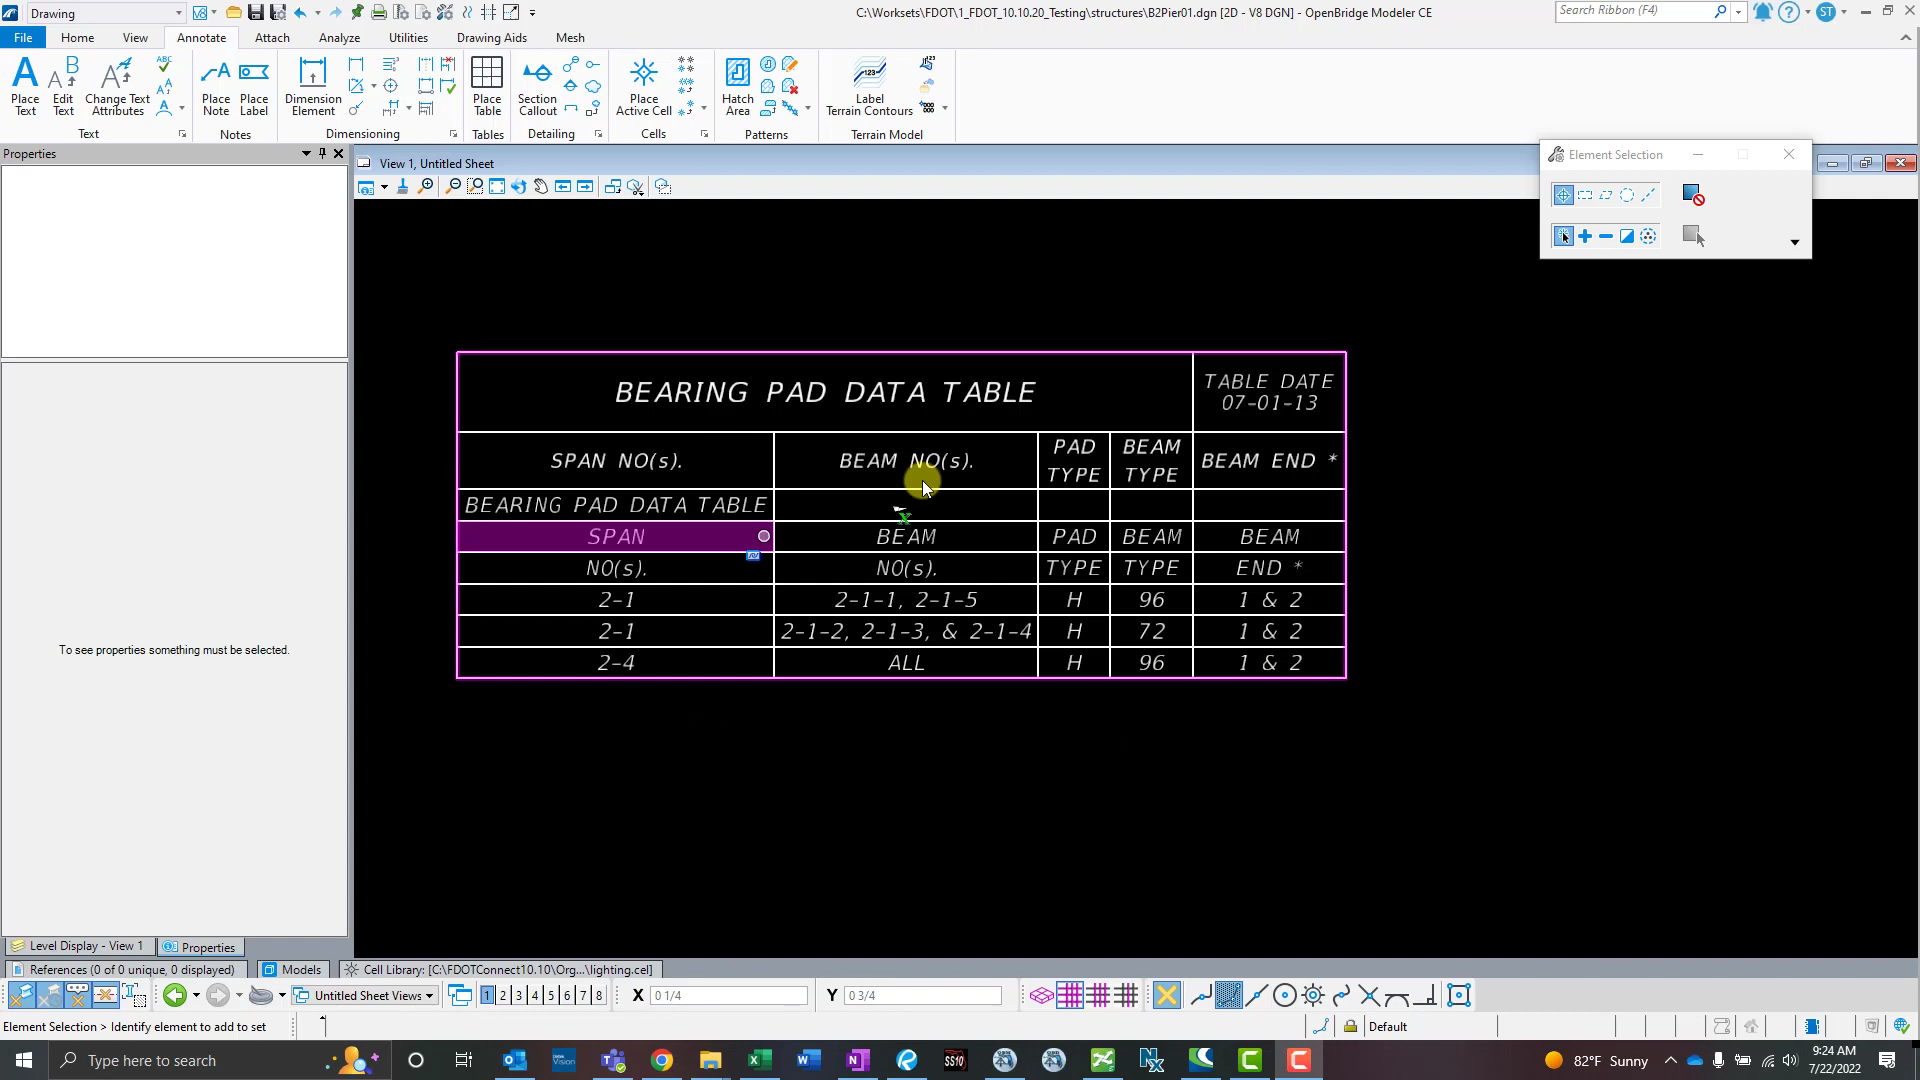 Drawing
C:\Worksets\FDOT\1_FDOT_10.10.20_Testing\structures\B2Pier01.dgn [2D - V8 DGN] - OpenBridge Modeler CE
Search Ribbon (F4)
ST
File Home View Annotate Attach Analyze Utilities Drawing Aids Mesh
Place Text
Edit Text
Change Text Attributes
Place Note
Place Label
Dimension Element
Place Table
Section Callout
Place Active Cell
Hatch Area
Label Terrain Contours
Text Notes Dimensioning Tables Detailing Cells Patterns Terrain Model
Properties
View 1, Untitled Sheet
Element Selection
BEARING PAD DATA TABLE
TABLE DATE
07-01-13
SPAN NO(s). BEAM NO(s). PAD TYPE BEAM TYPE BEAM END *
BEARING PAD DATA TABLE
SPAN BEAM PAD BEAM BEAM
NO(s). NO(s). TYPE TYPE END *
2-1 2-1-1, 2-1-5 H 96 1 & 2
2-1 2-1-2, 2-1-3, & 2-1-4 H 72 1 & 2
2-4 ALL H 96 1 & 2
To see properties something must be selected.
Level Display - View 1 Properties
References (0 of 0 unique, 0 displayed) Models Cell Library: [C:\FDOTConnect10.10\Org...\lighting.cel]
Untitled Sheet Views 1 2 3 4 5 6 7 8 X 0 1/4 Y 0 3/4
Element Selection > Identify element to add to set
Default
Type here to search
82°F Sunny
9:24 AM
7/22/2022